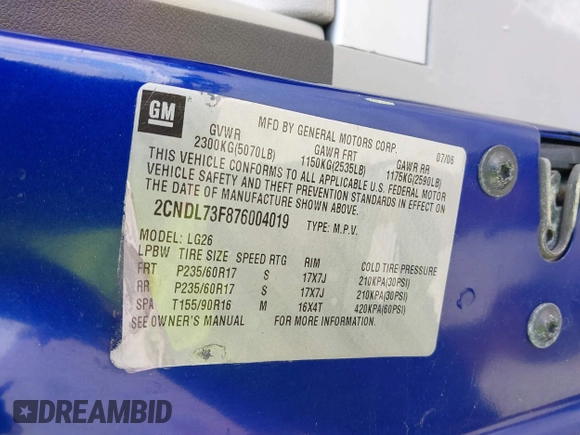 GM
MFD BY GENERAL MOTORS CORP. 07/06
GVWR GAWR FRT GAWR RR
2300KG(5070LB) 1150KG(2535LB) 1175KG(2590LB)
THIS VEHICLE CONFORMS TO ALL APPLICABLE U.S. FEDERAL MOTOR
VEHICLE SAFETY AND THEFT PREVENTION STANDARDS IN EFFECT ON
THE DATE OF MANUFACTURE SHOWN ABOVE.
2CNDL73F876004019 TYPE: M.P.V.
MODEL: LG26
LPBW TIRE SIZE SPEED RTG RIM COLD TIRE PRESSURE
FRT P235/60R17 S 17X7J 210KPA(30PSI)
RR P235/60R17 S 17X7J 210KPA(30PSI)
SPA T155/90R16 M 16X4T 420KPA(60PSI)
SEE OWNER'S MANUAL FOR MORE INFORMATION.
DREAMBID